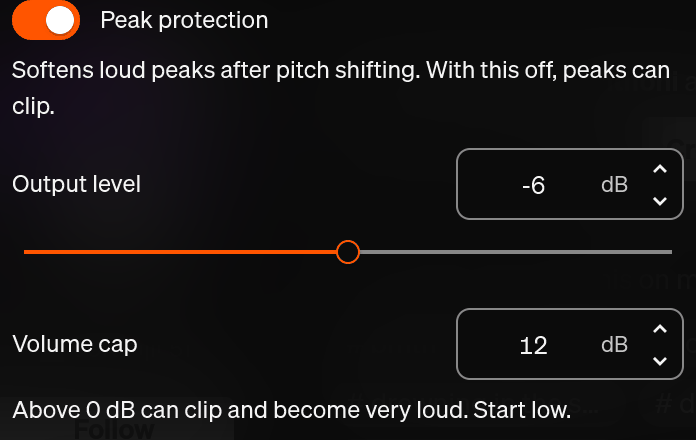 Peak protection
Softens loud peaks after pitch shifting. With this off, peaks can
clip.
Output level
-6 dB
Volume cap
12 dB
Above 0 dB can clip and become very loud. Start low.
Follow